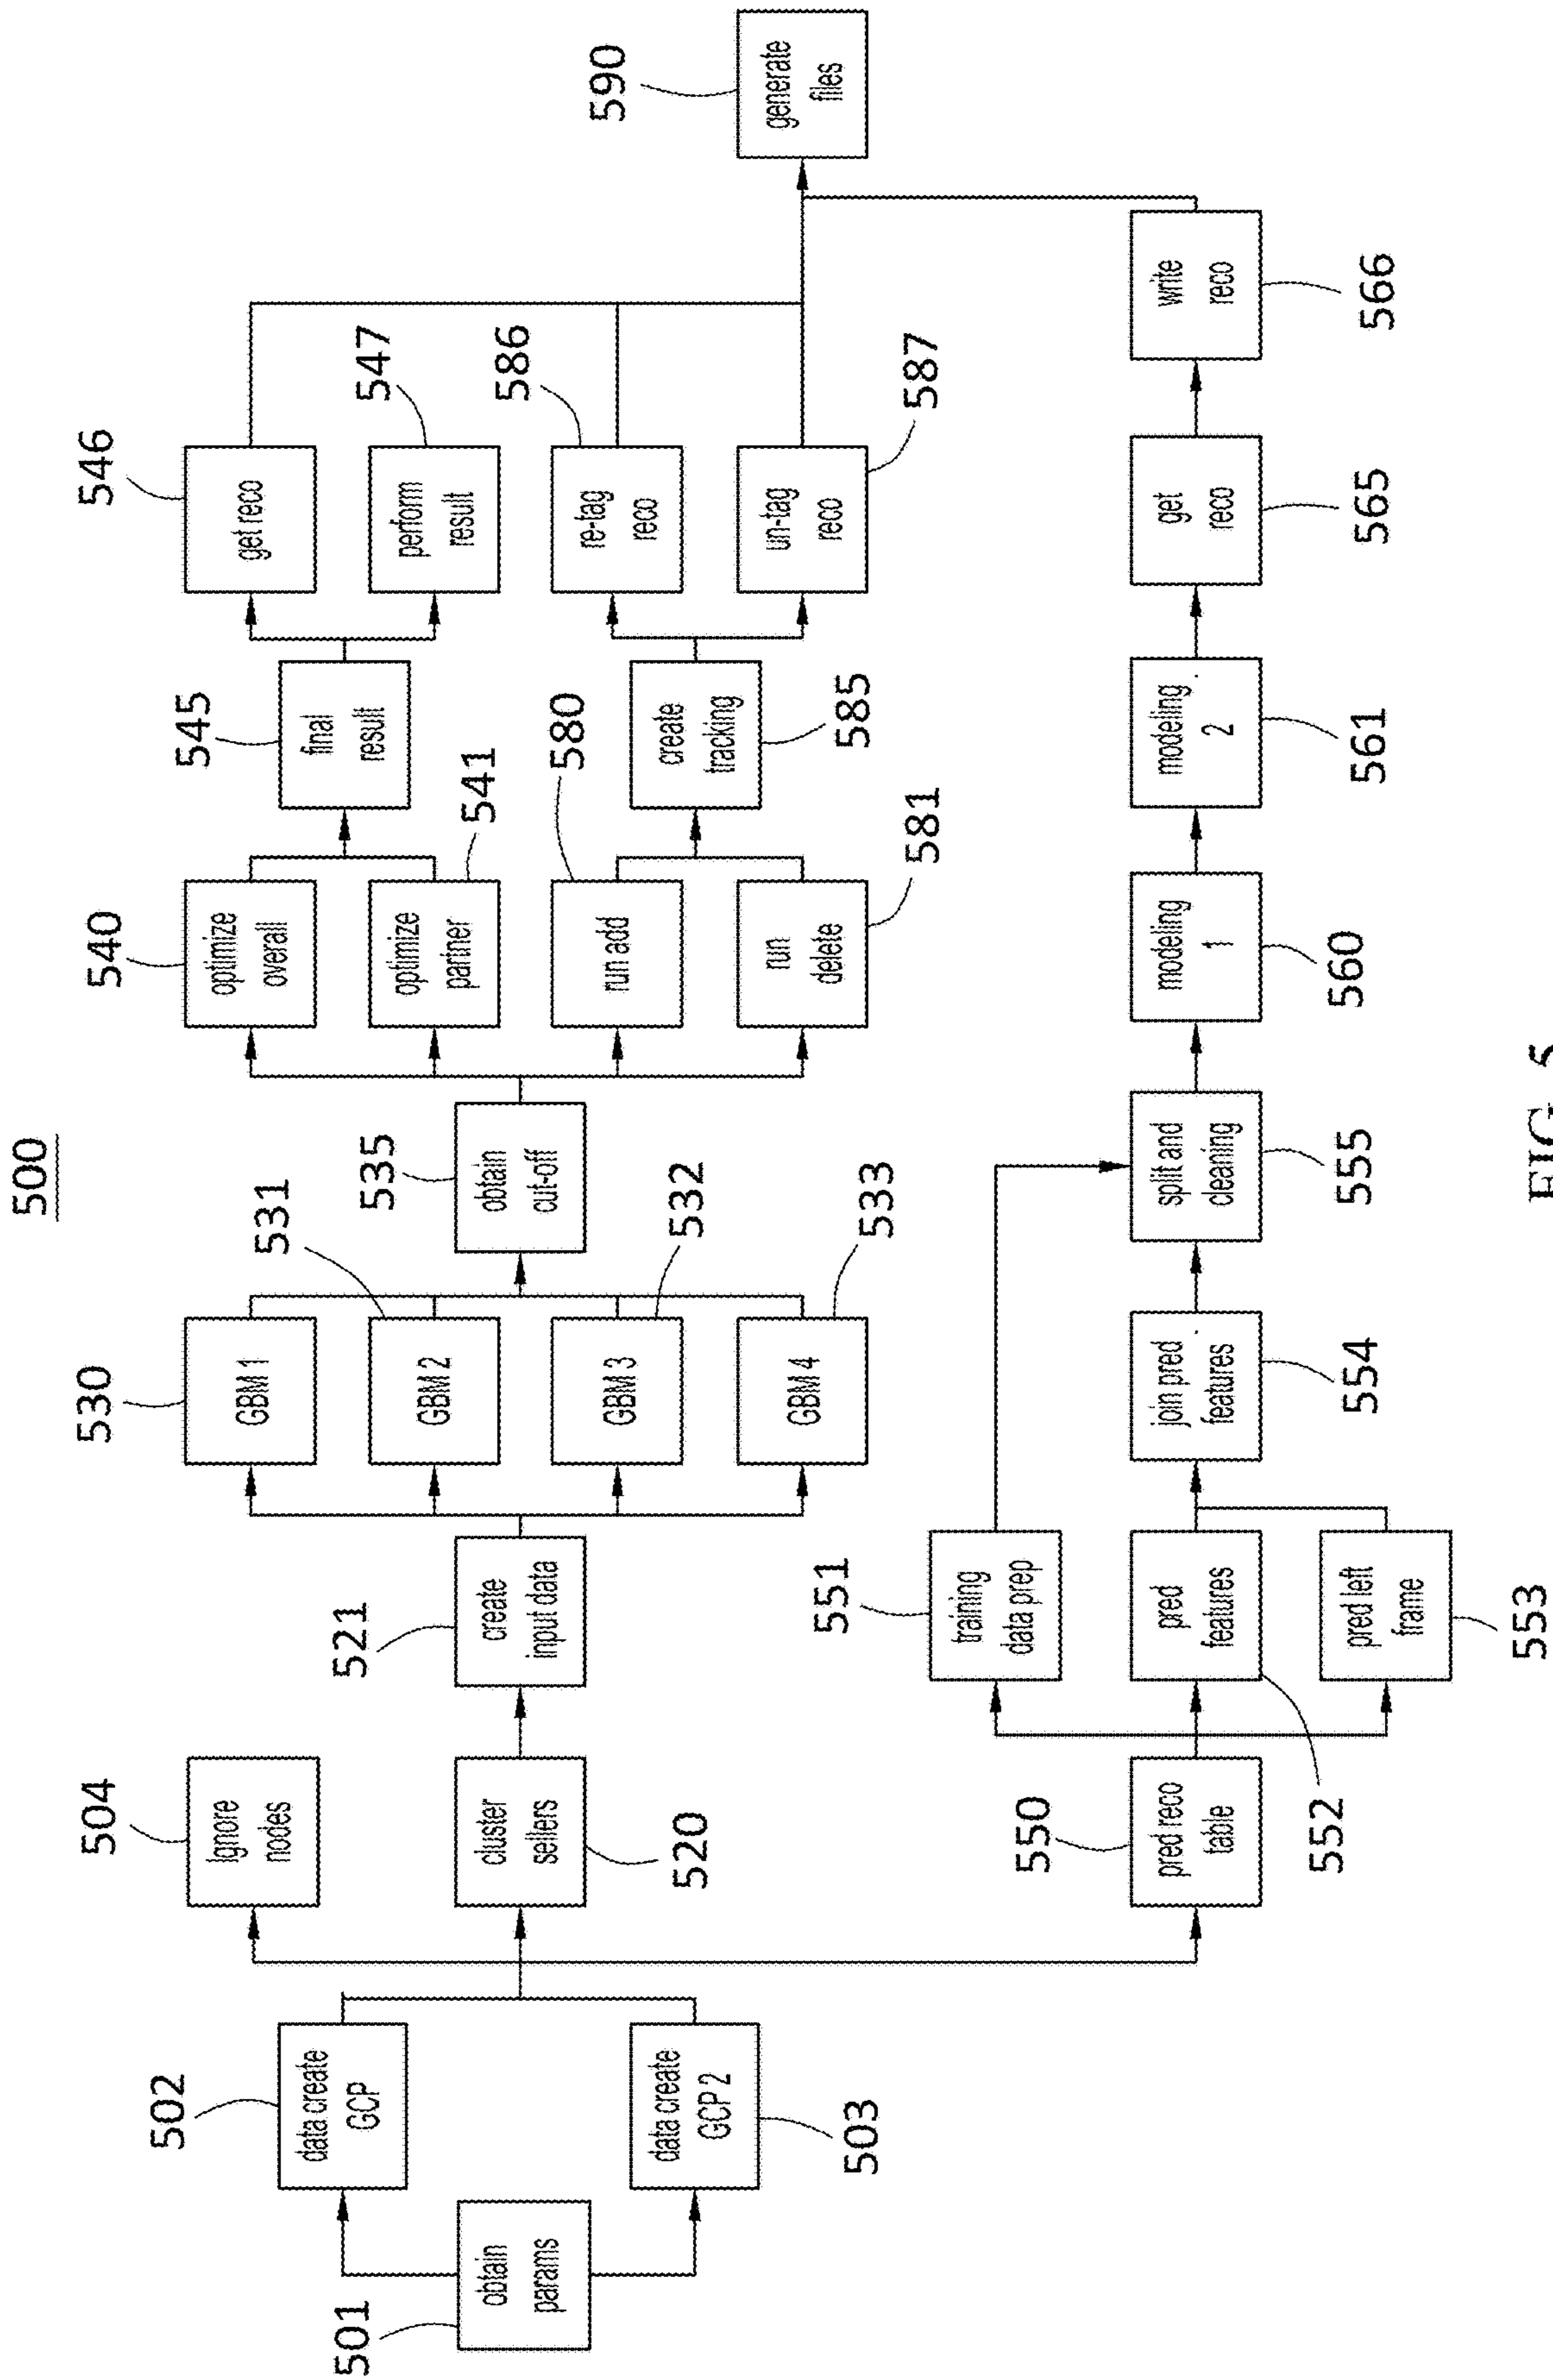 500
501
obtain
params
502
data create
GCP
503
data create
GCP 2
504
Ignore
nodes
520
cluster
sellers
521
create
input data
530
GBM 1
531
GBM 2
532
GBM 3
533
GBM 4
535
obtain
cut-off
540
optimize
overall
541
optimize
partner
580
run add
581
run
delete
545
final
result
585
create
tracking
546
get reco
547
perform
result
586
re-tag
reco
587
un-tag
reco
590
generate
files
550
pred reco
table
551
training
data prep
552
pred
features
553
pred left
frame
554
join pred
features
555
split and
cleaning
560
modeling
1
561
modeling
2
565
get
reco
566
write
reco
FIG. 5